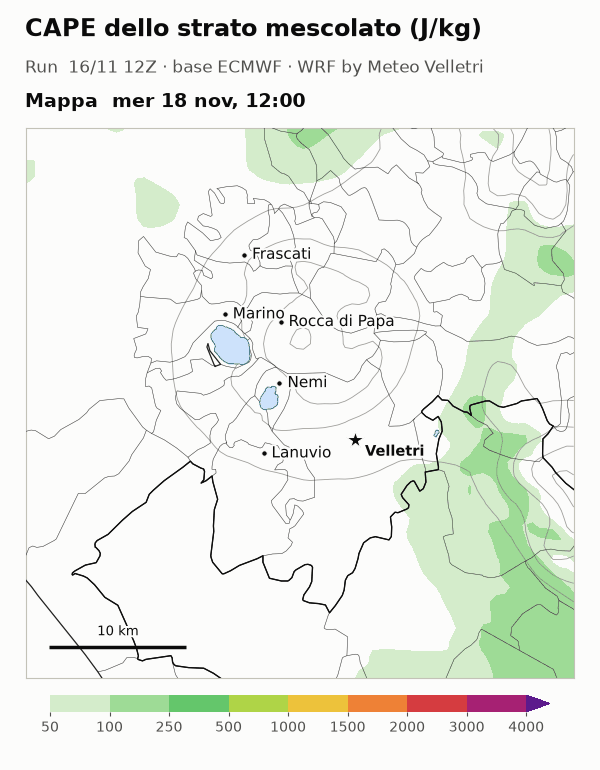 CAPE dello strato mescolato (J/kg)
Run  16/11 12Z · base ECMWF · WRF by Meteo Velletri
Mappa  mer 18 nov, 12:00
Frascati
Marino
Rocca di Papa
Nemi
Velletri
Lanuvio
10 km
50 100 250 500 1000 1500 2000 3000 4000